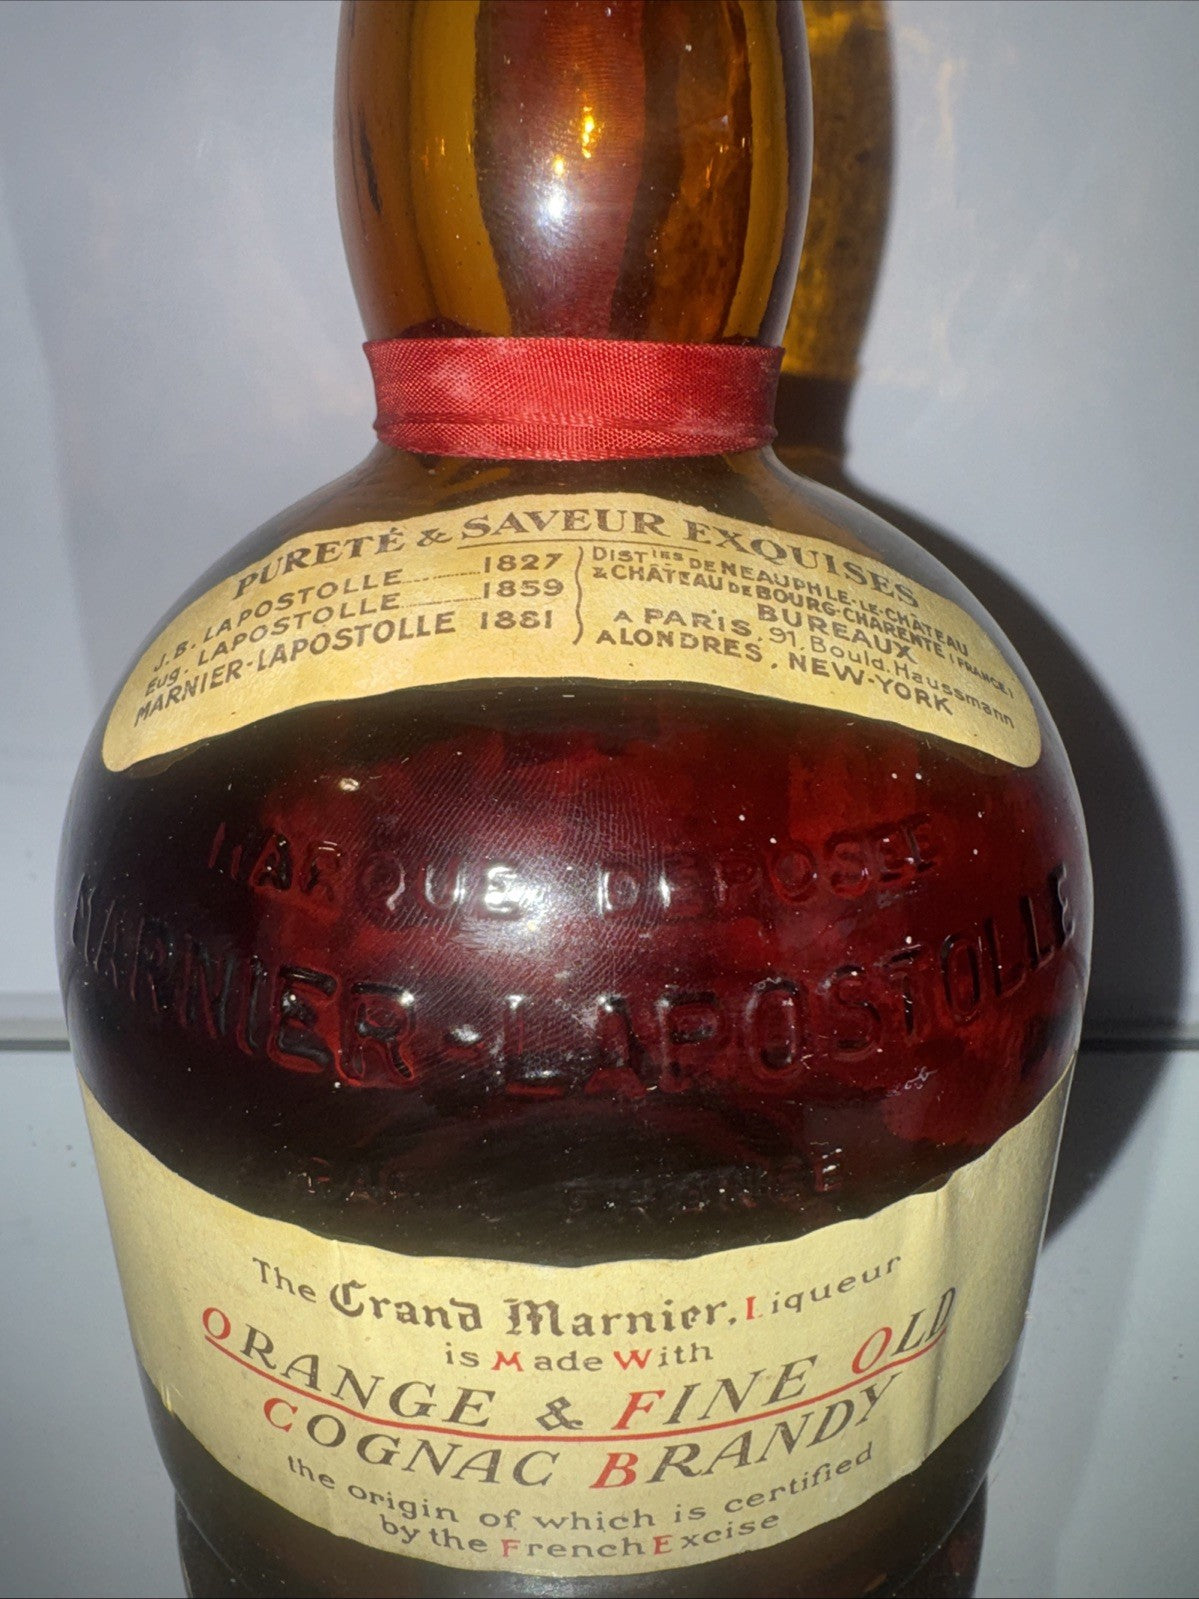 PURETÉ & SAVEUR EXQUISES
J.B. LAPOSTOLLE 1827
Eug. LAPOSTOLLE 1859
MARNIER-LAPOSTOLLE 1881
DISTIES DE NEAUPHLE-LE-CHÂTEAU
& CHÂTEAU DE BOURG-CHARENTE (FRANCE)
BUREAUX
A PARIS, 91, Bould. Haussmann
A LONDRES, NEW-YORK
MARQUE DEPOSEE
MARNIER-LAPOSTOLLE
FRANCE
The Grand Marnier, Liqueur
is Made With
ORANGE & FINE OLD
COGNAC BRANDY
the origin of which is certified
by the French Excise